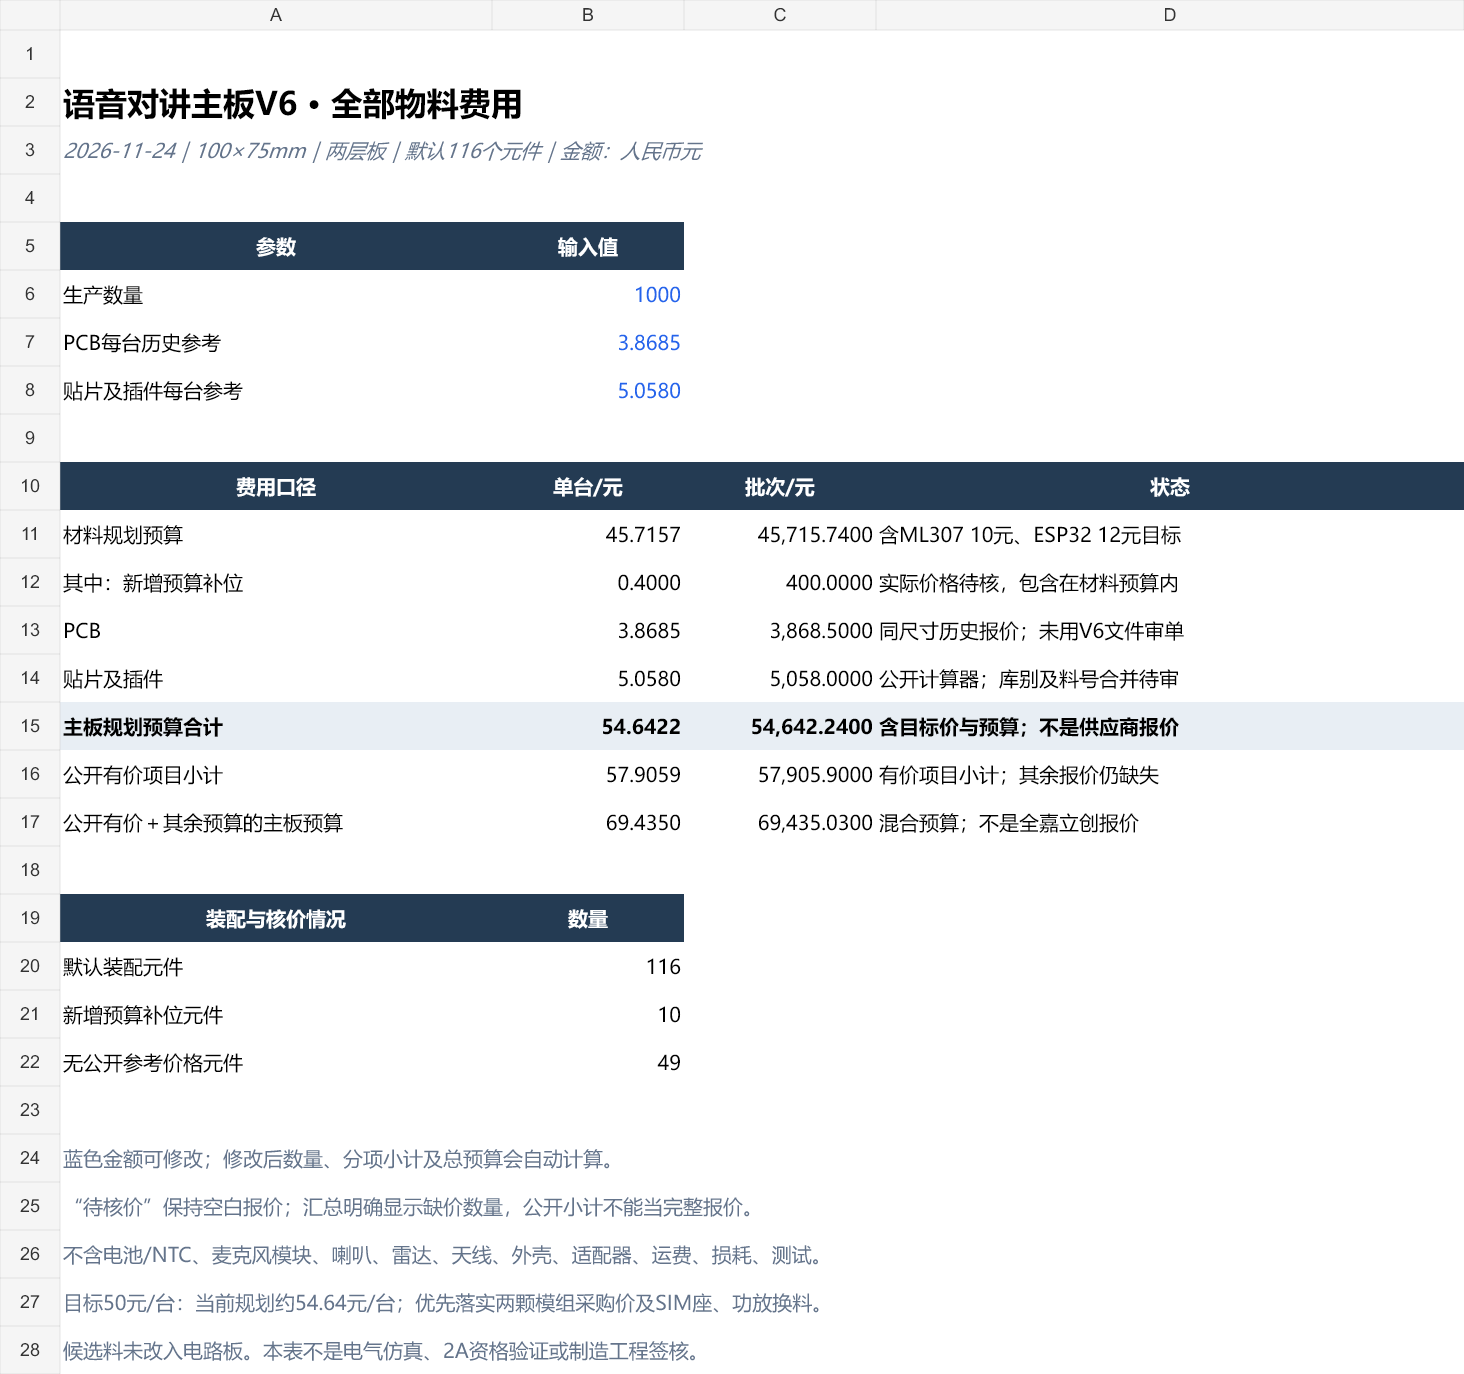 A B C D
1
2 语音对讲主板V6 · 全部物料费用
3 2026-11-24 | 100×75mm | 两层板 | 默认116个元件 | 金额：人民币元
4
5 参数 输入值
6 生产数量 1000
7 PCB每台历史参考 3.8685
8 贴片及插件每台参考 5.0580
9
10 费用口径 单台/元 批次/元 状态
11 材料规划预算 45.7157 45,715.7400 含ML307 10元、ESP32 12元目标
12 其中：新增预算补位 0.4000 400.0000 实际价格待核，包含在材料预算内
13 PCB 3.8685 3,868.5000 同尺寸历史报价；未用V6文件审单
14 贴片及插件 5.0580 5,058.0000 公开计算器；库别及料号合并待审
15 主板规划预算合计 54.6422 54,642.2400 含目标价与预算；不是供应商报价
16 公开有价项目小计 57.9059 57,905.9000 有价项目小计；其余报价仍缺失
17 公开有价＋其余预算的主板预算 69.4350 69,435.0300 混合预算；不是全嘉立创报价
18
19 装配与核价情况 数量
20 默认装配元件 116
21 新增预算补位元件 10
22 无公开参考价格元件 49
23
24 蓝色金额可修改；修改后数量、分项小计及总预算会自动计算。
25 “待核价”保持空白报价；汇总明确显示缺价数量，公开小计不能当完整报价。
26 不含电池/NTC、麦克风模块、喇叭、雷达、天线、外壳、适配器、运费、损耗、测试。
27 目标50元/台：当前规划约54.64元/台；优先落实两颗模组采购价及SIM座、功放换料。
28 候选料未改入电路板。本表不是电气仿真、2A资格验证或制造工程签核。